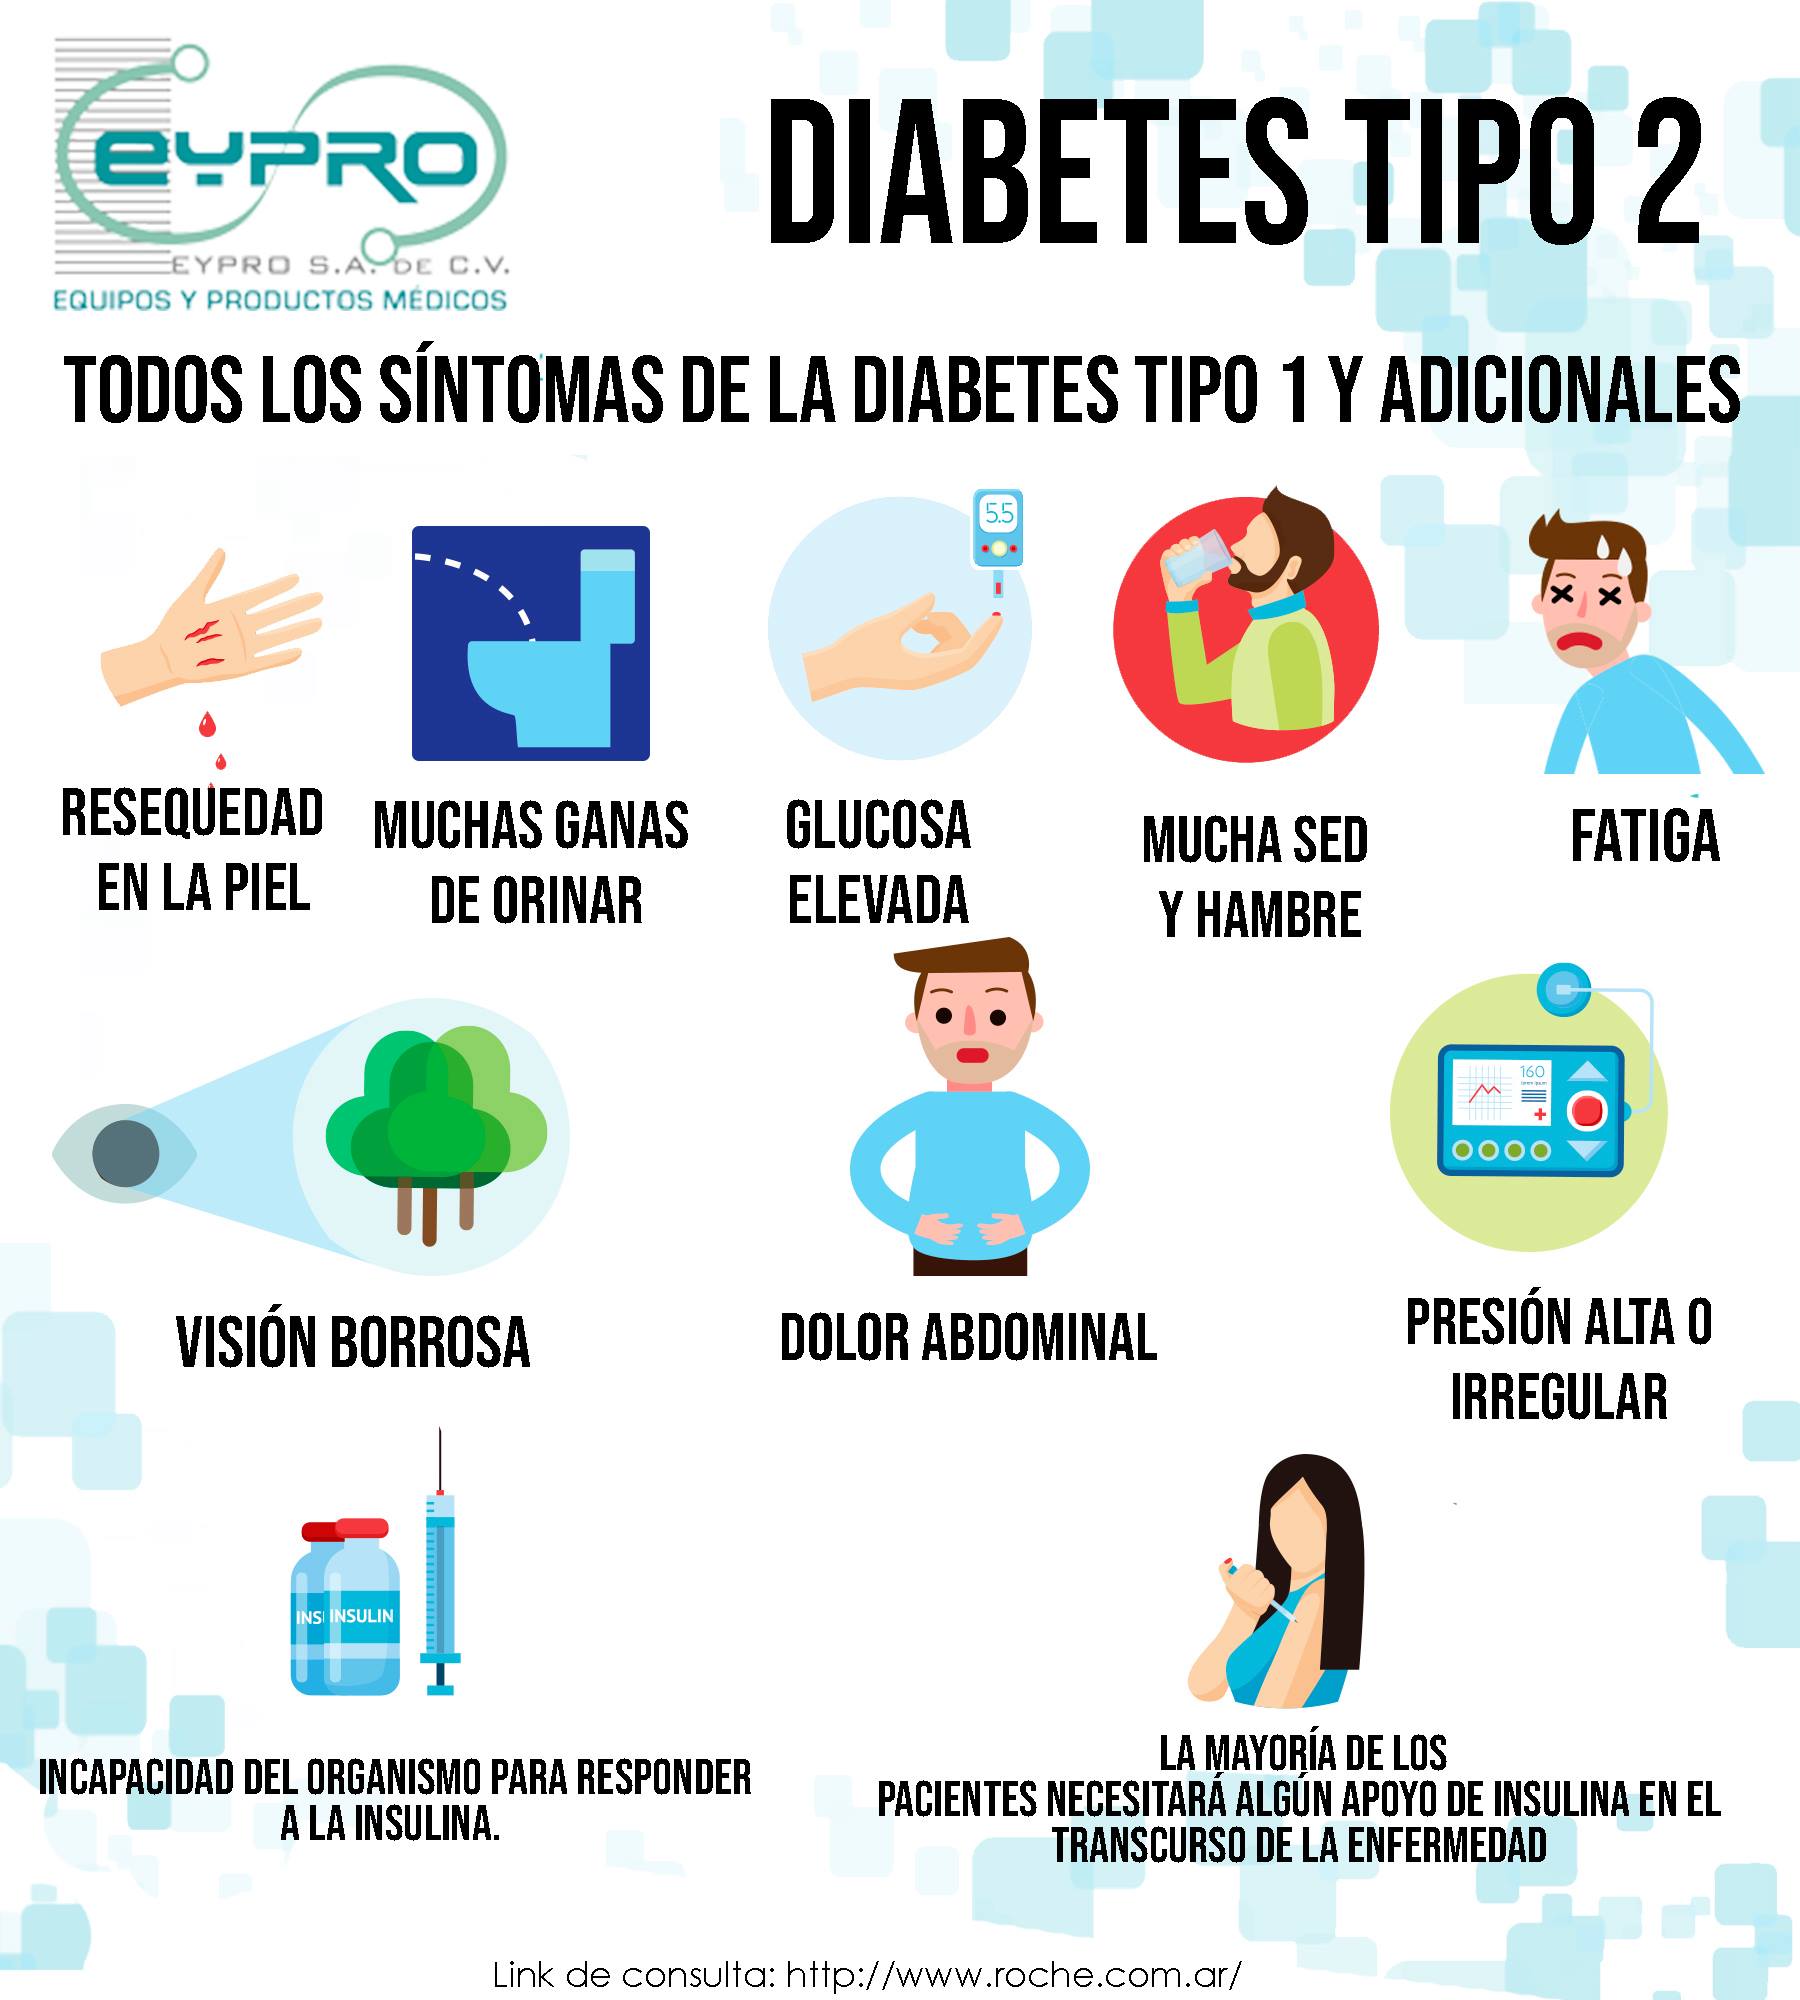 eyPRO
EYPRO S.A. DE C.V.
EQUIPOS Y PRODUCTOS MÉDICOS
DIABETES TIPO 2
TODOS LOS SÍNTOMAS DE LA DIABETES TIPO 1 Y ADICIONALES
5.5
RESEQUEDAD
EN LA PIEL
MUCHAS GANAS
DE ORINAR
GLUCOSA
ELEVADA
MUCHA SED
Y HAMBRE
FATIGA
160
lorem ipsum
VISIÓN BORROSA
DOLOR ABDOMINAL
PRESIÓN ALTA O
IRREGULAR
INS INSULIN
INCAPACIDAD DEL ORGANISMO PARA RESPONDER
A LA INSULINA.
LA MAYORÍA DE LOS
PACIENTES NECESITARÁ ALGÚN APOYO DE INSULINA EN EL
TRANSCURSO DE LA ENFERMEDAD
Link de consulta: http://www.roche.com.ar/